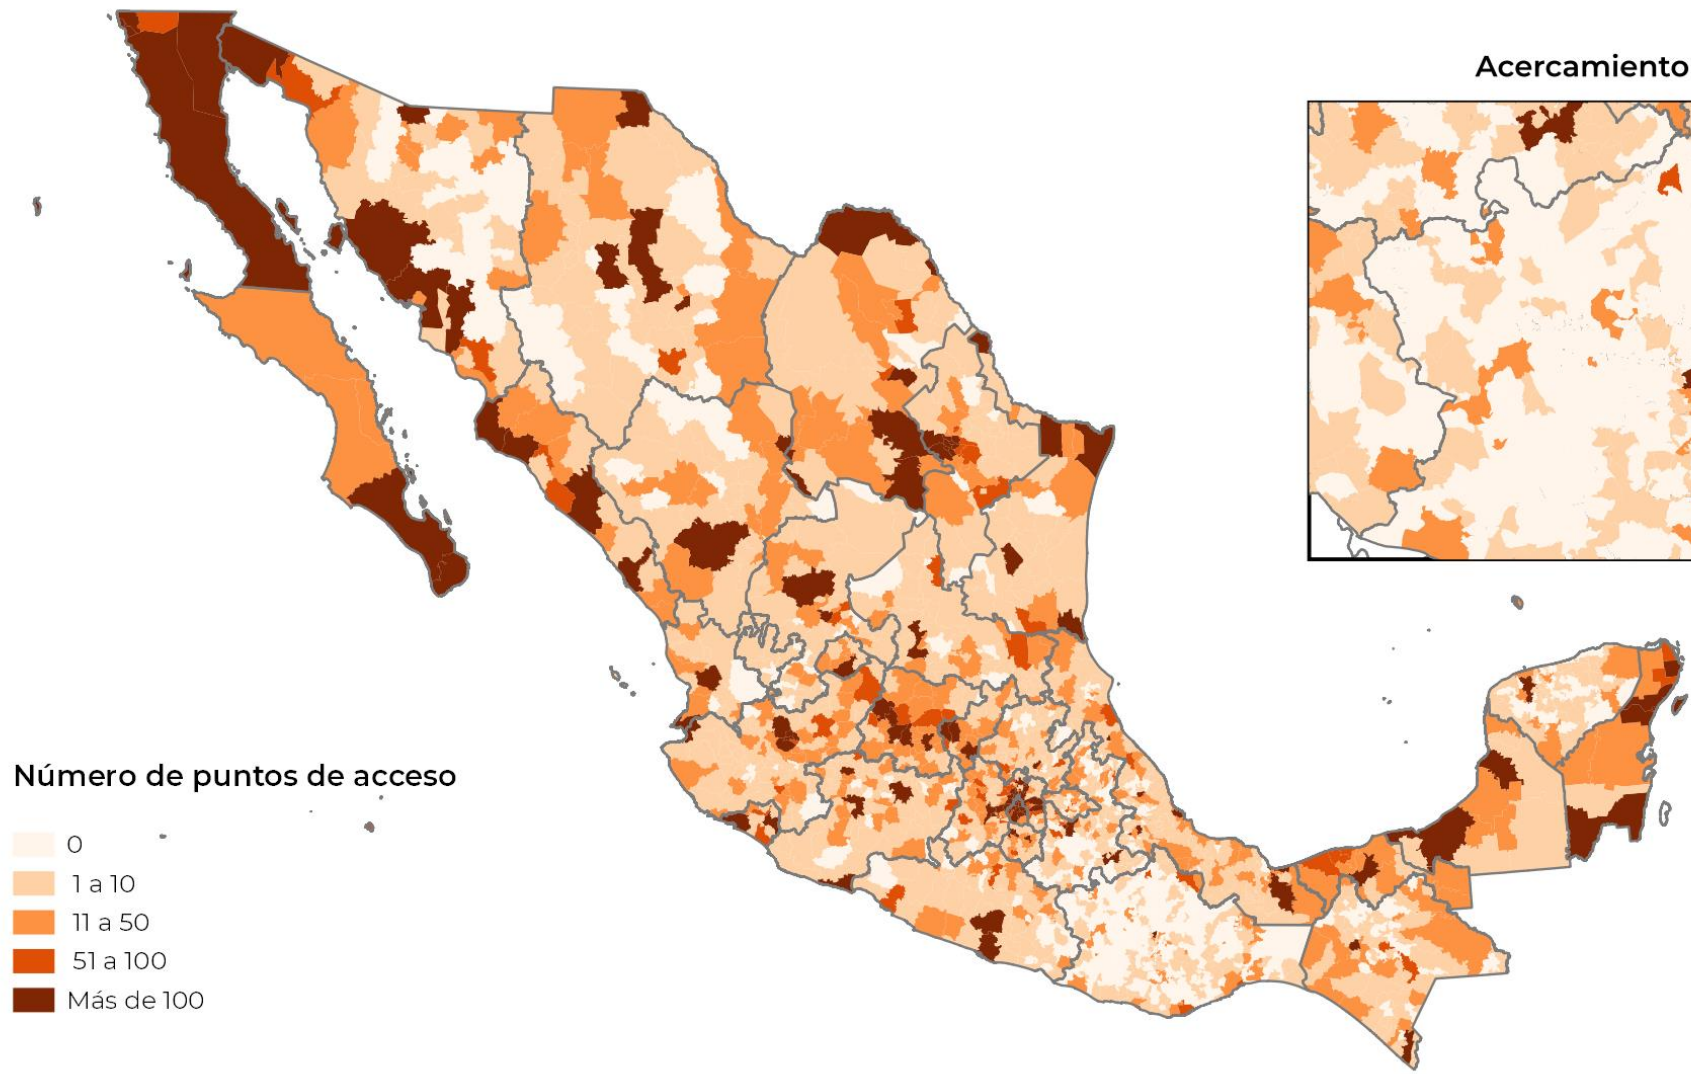 Acercamiento
Número de puntos de acceso
0
1 a 10
11 a 50
51 a 100
Más de 100